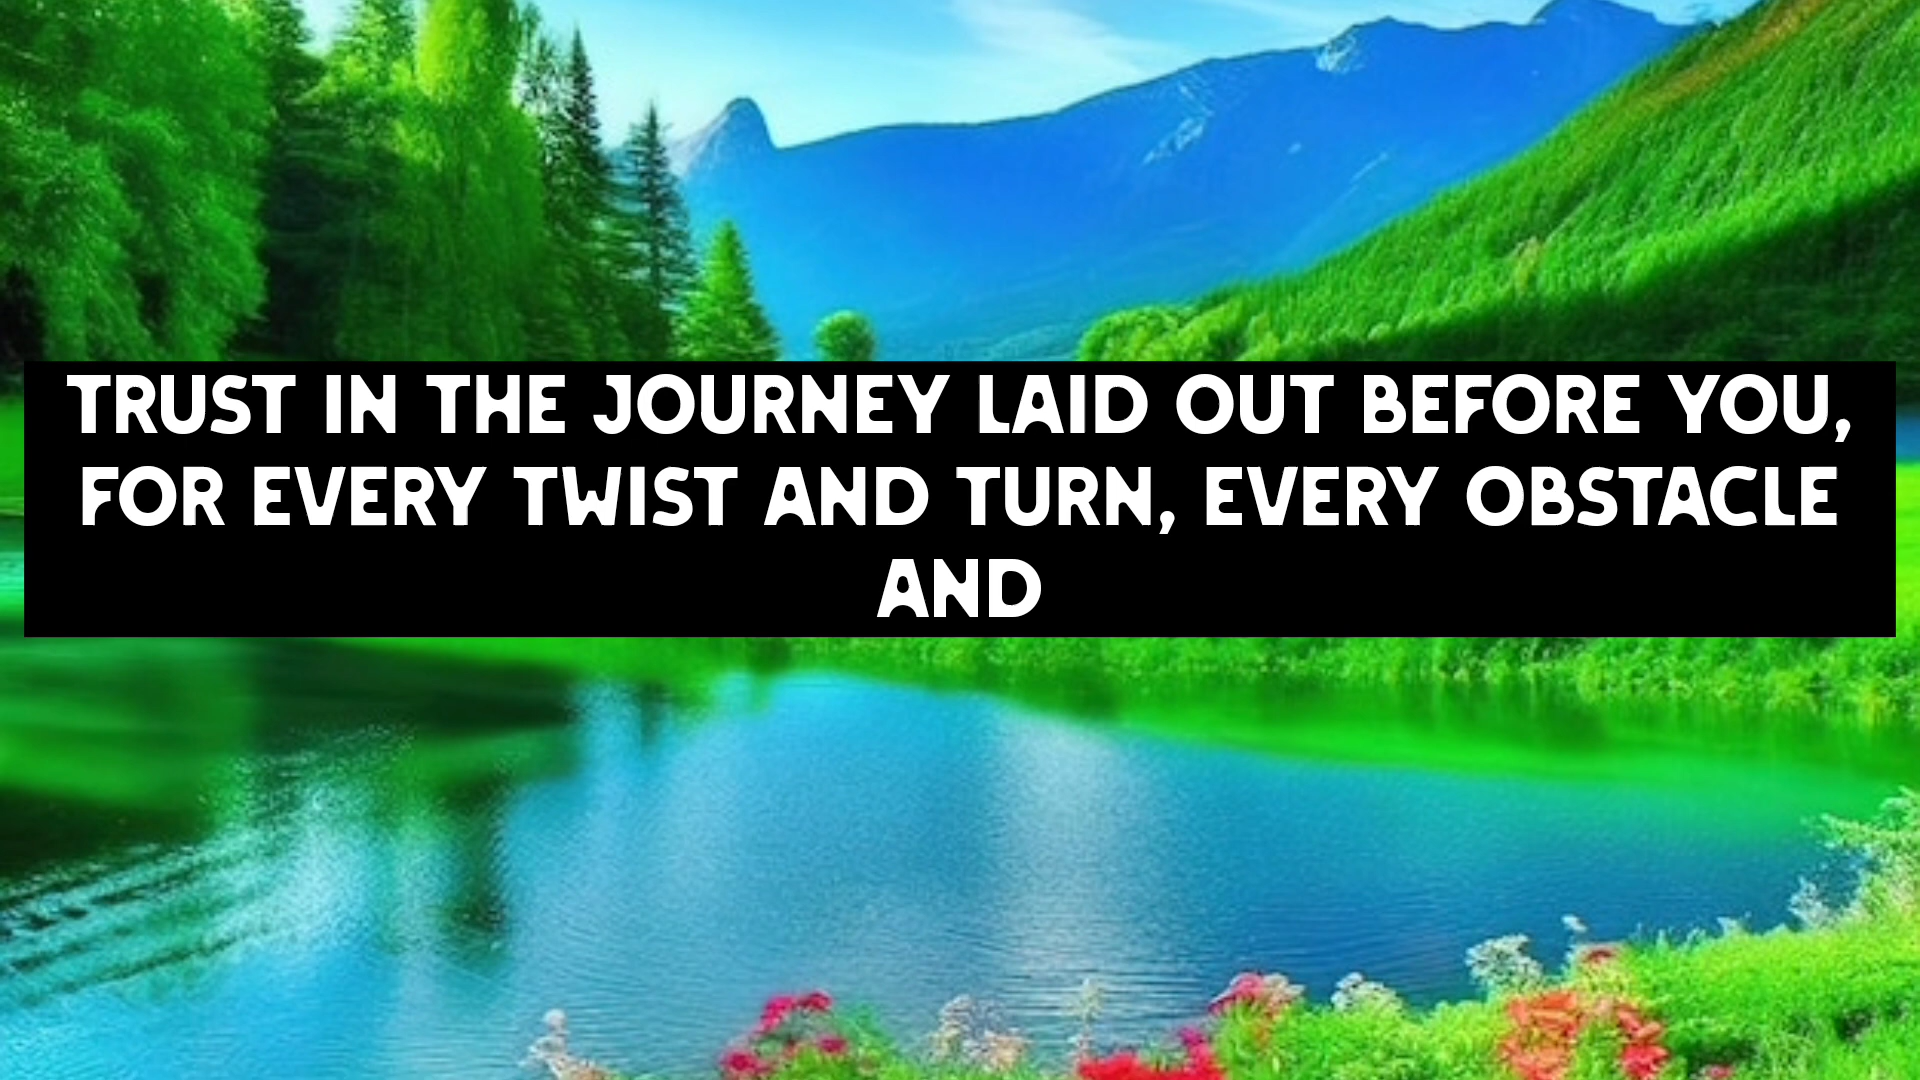 TRUST IN THE JOURNEY LAID OUT BEFORE YOU,
FOR EVERY TWIST AND TURN, EVERY OBSTACLE
AND